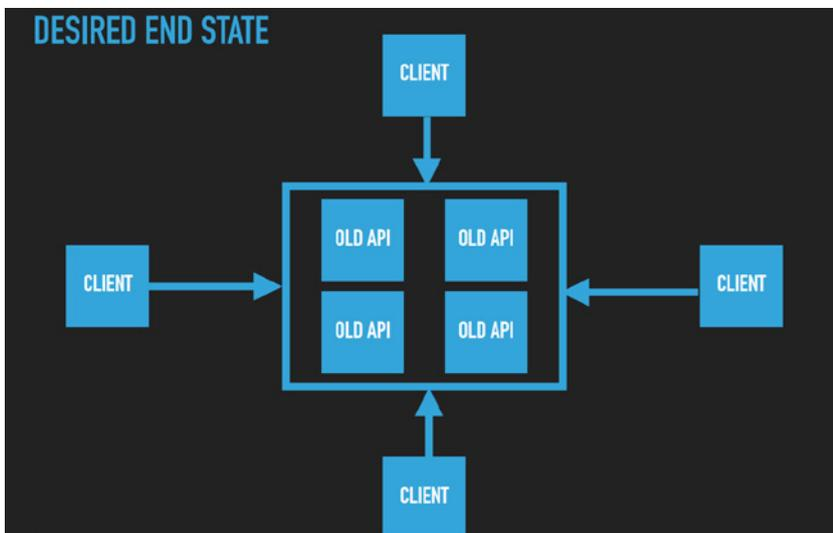 DESIRED END STATE
CLIENT
OLD API
OLD API
CLIENT
CLIENT
OLD API
OLD API
CLIENT